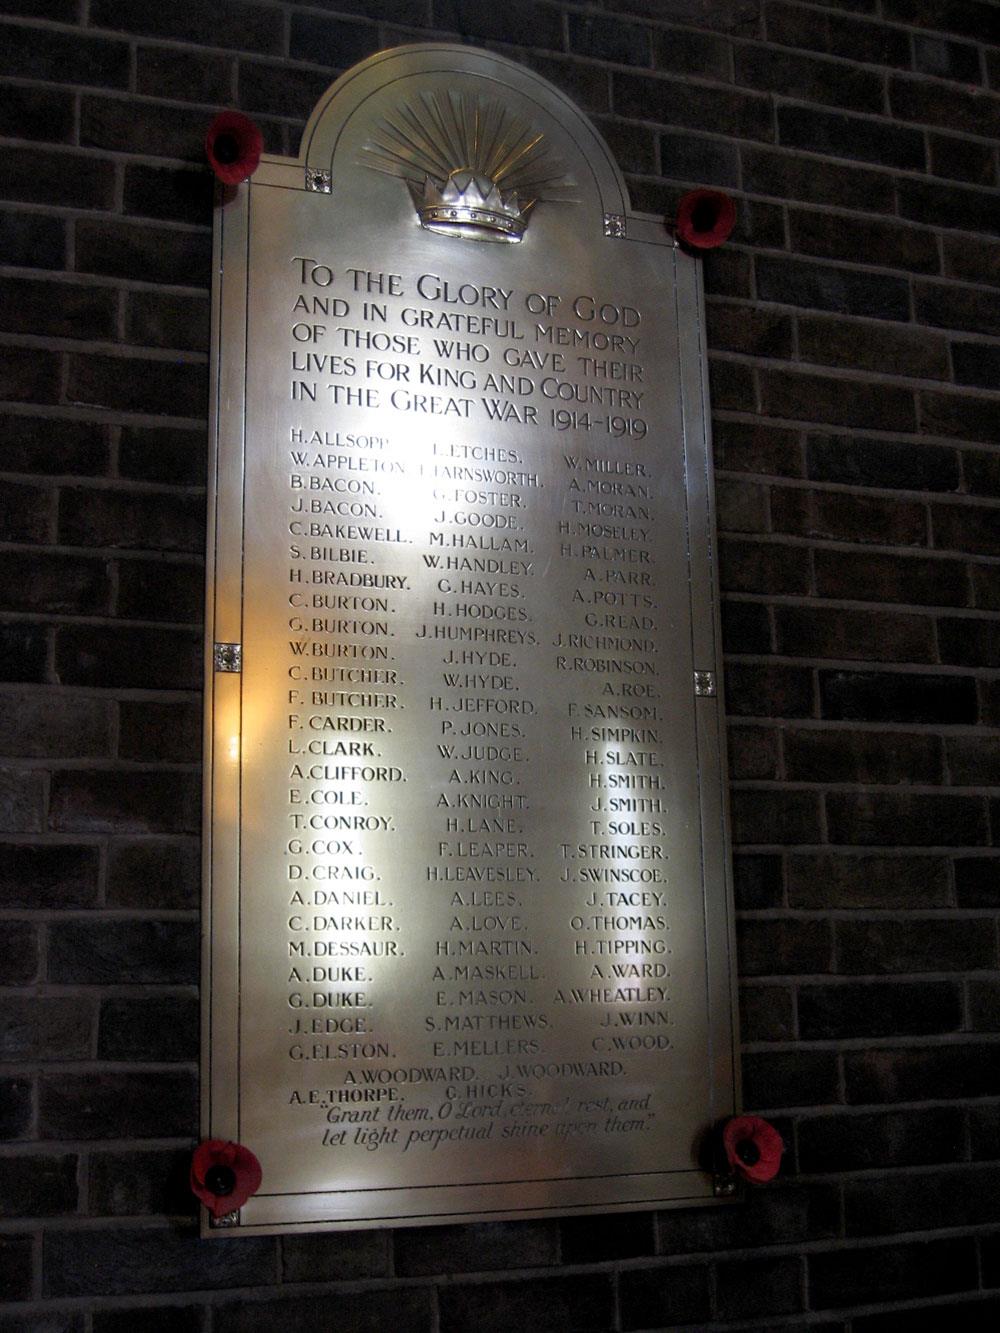 TO THE GLORY OF GOD
AND IN GRATEFUL MEMORY
OF THOSE WHO GAVE THEIR
LIVES FOR KING AND COUNTRY
IN THE GREAT WAR 1914-1919
H.ALLSOPP
W.APPLETON
B.BACON.
J.BACON.
C.BAKEWELL.
S.BILBIE.
H.BRADBURY.
C.BURTON.
G.BURTON.
W.BURTON.
C.BUTCHER.
F.BUTCHER.
F.CARDER.
L.CLARK.
A.CLIFFORD.
E.COLE.
T.CONROY.
G.COX.
D.CRAIG.
A.DANIEL.
C.DARKER.
M.DESSAUR.
A.DUKE.
G.DUKE.
J.EDGE.
G.ELSTON.
L.ETCHES.
FARNSWORTH.
G.FOSTER.
J.GOODE.
M.HALLAM.
W.HANDLEY.
G.HAYES.
H.HODGES.
J.HUMPHREYS.
J.HYDE.
W.HYDE.
H.JEFFORD.
P.JONES.
W.JUDGE.
A.KING.
A.KNIGHT.
H.LANE.
F.LEAPER.
H.LEAVESLEY.
A.LEES.
A.LOVE.
H.MARTIN.
A.MASKELL.
E.MASON.
S.MATTHEWS.
E.MELLERS.
W.MILLER.
A.MORAN.
T.MORAN.
H.MOSELEY.
H.PALMER.
A.PARR.
A.POTTS.
G.READ.
J.RICHMOND.
R.ROBINSON.
A.ROE.
F.SANSOM.
H.SIMPKIN.
H.SLATE.
H.SMITH.
J.SMITH.
T.SOLES.
T.STRINGER.
J.SWINSCOE.
J.TACEY.
O.THOMAS.
H.TIPPING.
A.WARD.
A.WHEATLEY.
J.WINN.
C.WOOD.
A.WOODWARD. J.WOODWARD.
A.E.THORPE. G.HICKS.
"Grant them, O Lord, eternal rest, and
let light perpetual shine upon them."